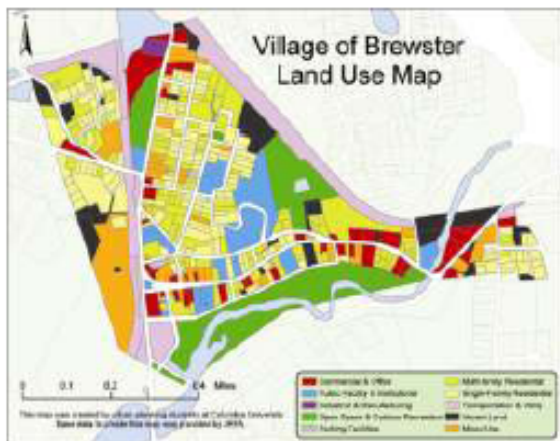 Village of Brewster
Land Use Map
0 0.1 0.2 0.4 Miles
Commercial & Office
Public Facility & Institutional
Industrial & Manufacturing
Open Space & Outdoor Recreation
Parking Facilities
Multi-family Residential
Single-Family Residential
Transportation & Utility
Vacant Land
Mixed Use
This map was created by urban planning students at Columbia University
Base data to create this map was provided by